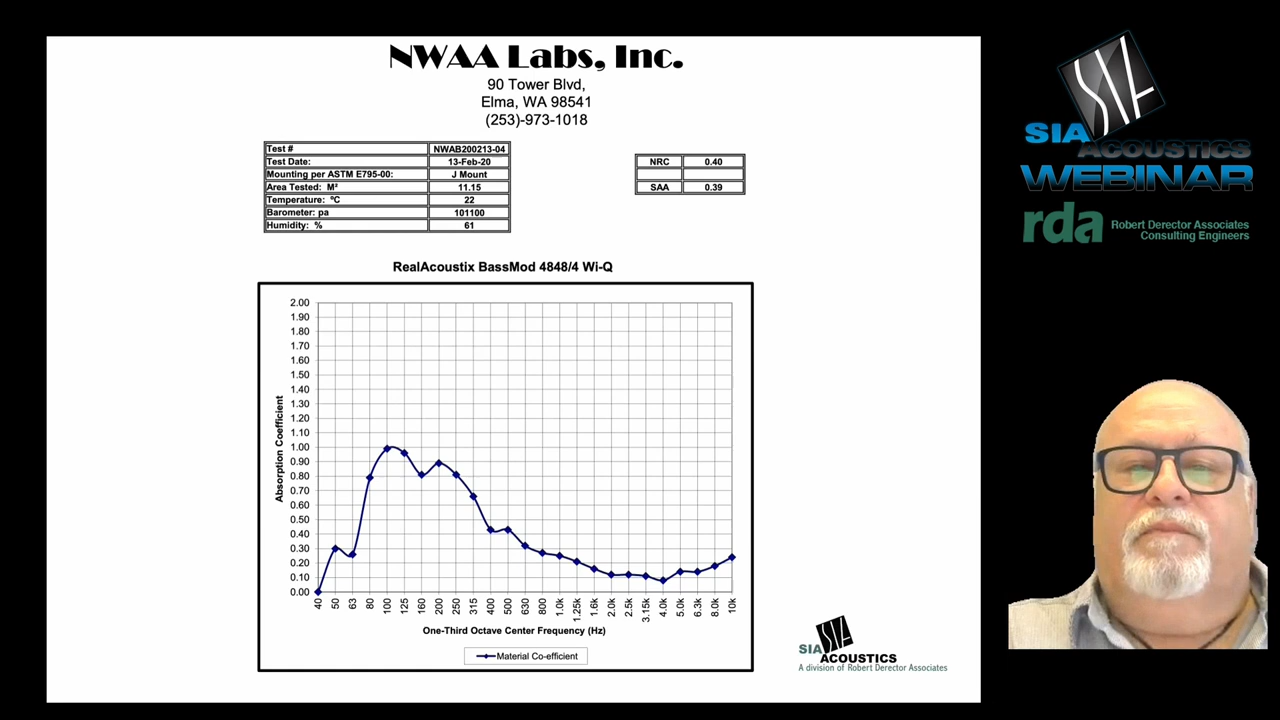 NWAA Labs, Inc.
90 Tower Blvd,
Elma, WA 98541
(253)-973-1018
Test # NWAB200213-04
Test Date: 13-Feb-20
Mounting per ASTM E795-00: J Mount
Area Tested: M² 11.15
Temperature: ºC 22
Barometer: pa 101100
Humidity: % 61
NRC 0.40
SAA 0.39
RealAcoustix BassMod 4848/4 Wi-Q
Absorption Coefficient
2.00
1.90
1.80
1.70
1.60
1.50
1.40
1.30
1.20
1.10
1.00
0.90
0.80
0.70
0.60
0.50
0.40
0.30
0.20
0.10
0.00
40 50 63 80 100 125 160 200 250 315 400 500 630 800 1.0k 1.25k 1.6k 2.0k 2.5k 3.15k 4.0k 5.0k 6.3k 8.0k 10k
One-Third Octave Center Frequency (Hz)
Material Co-efficient
SIA
ACOUSTICS
A division of Robert Derector Associates
SIA
SIA
ACOUSTICS
WEBINAR
rda Robert Derector Associates
Consulting Engineers